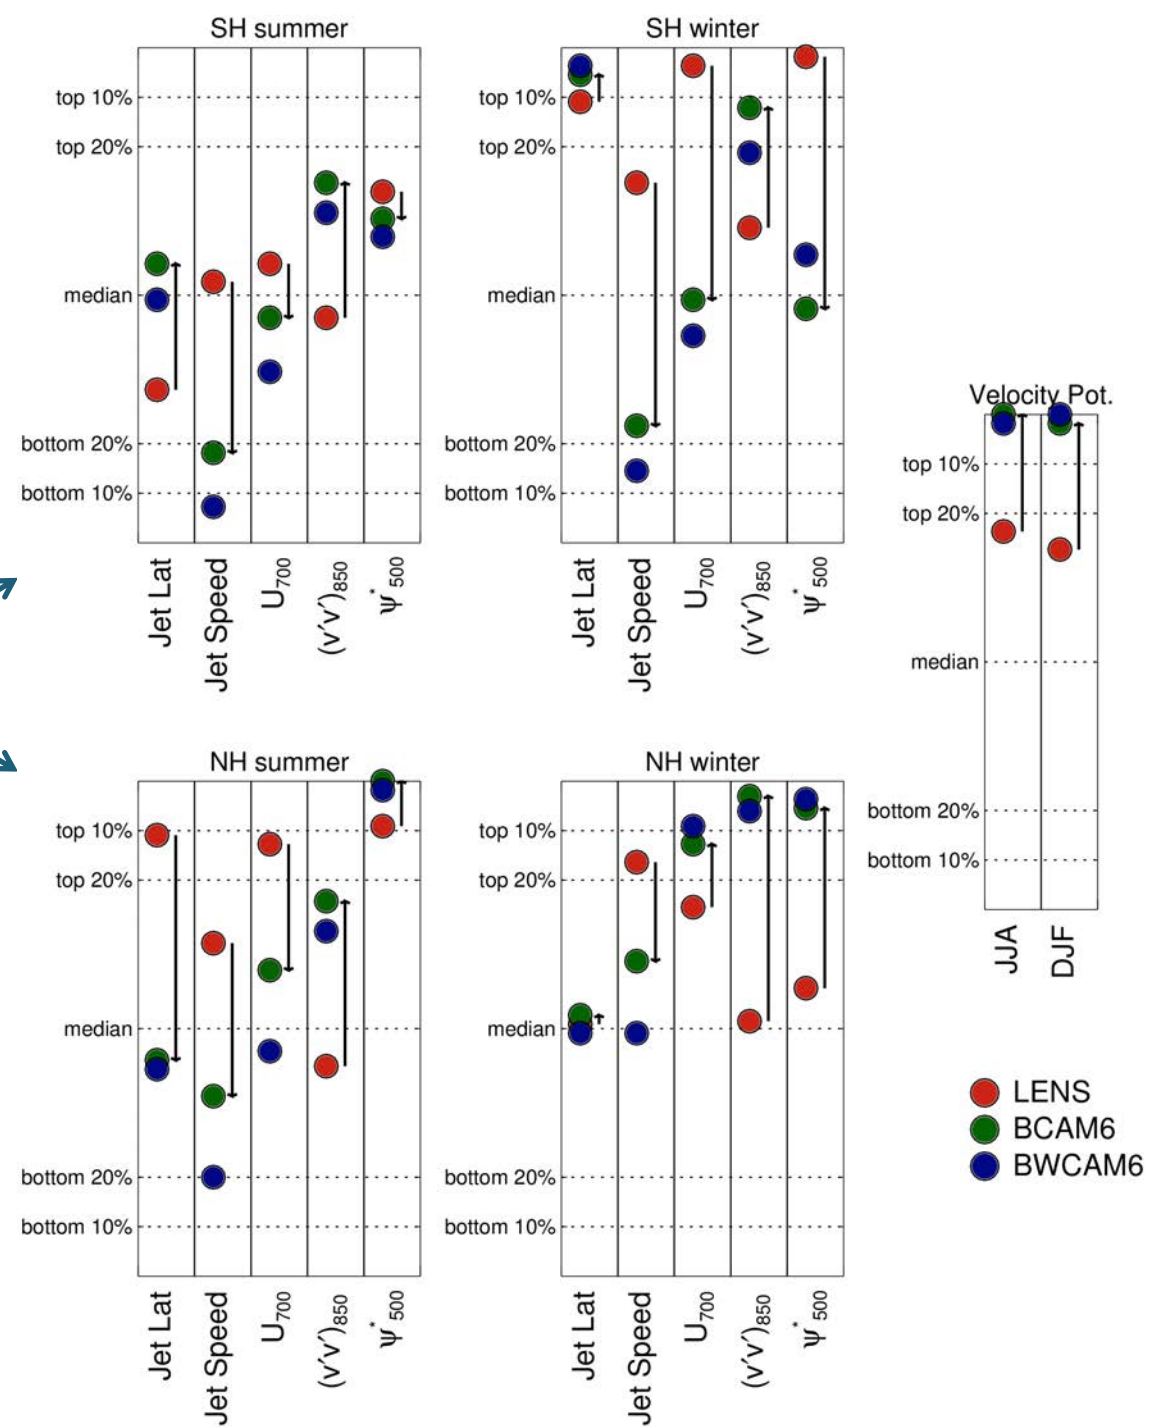 SH summer
top 10%
top 20%
median
bottom 20%
bottom 10%
Jet Lat
Jet Speed
U700
(v′v′)850
ψ* 500
SH winter
top 10%
top 20%
median
bottom 20%
bottom 10%
Jet Lat
Jet Speed
U700
(v′v′)850
ψ* 500
Velocity Pot.
top 10%
top 20%
median
bottom 20%
bottom 10%
JJA
DJF
NH summer
top 10%
top 20%
median
bottom 20%
bottom 10%
Jet Lat
Jet Speed
U700
(v′v′)850
ψ* 500
NH winter
top 10%
top 20%
median
bottom 20%
bottom 10%
Jet Lat
Jet Speed
U700
(v′v′)850
ψ* 500
LENS
BCAM6
BWCAM6